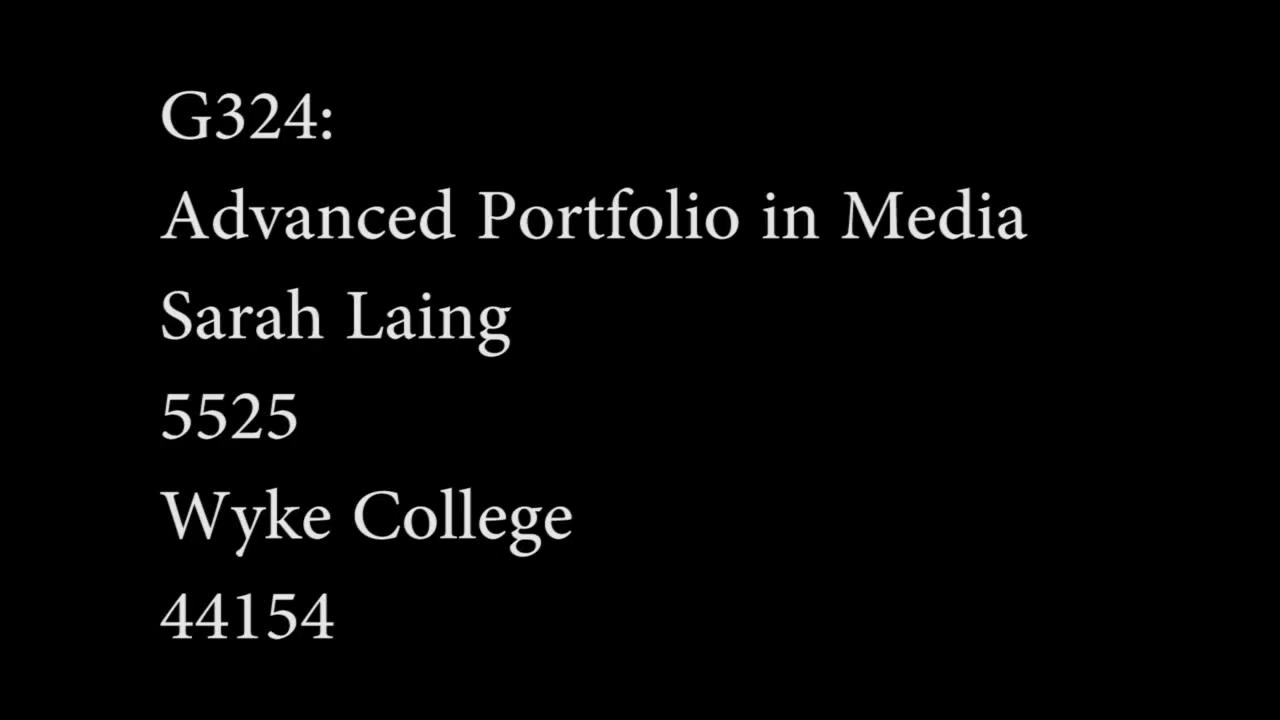 G324:
Advanced Portfolio in Media
Sarah Laing
5525
Wyke College
44154